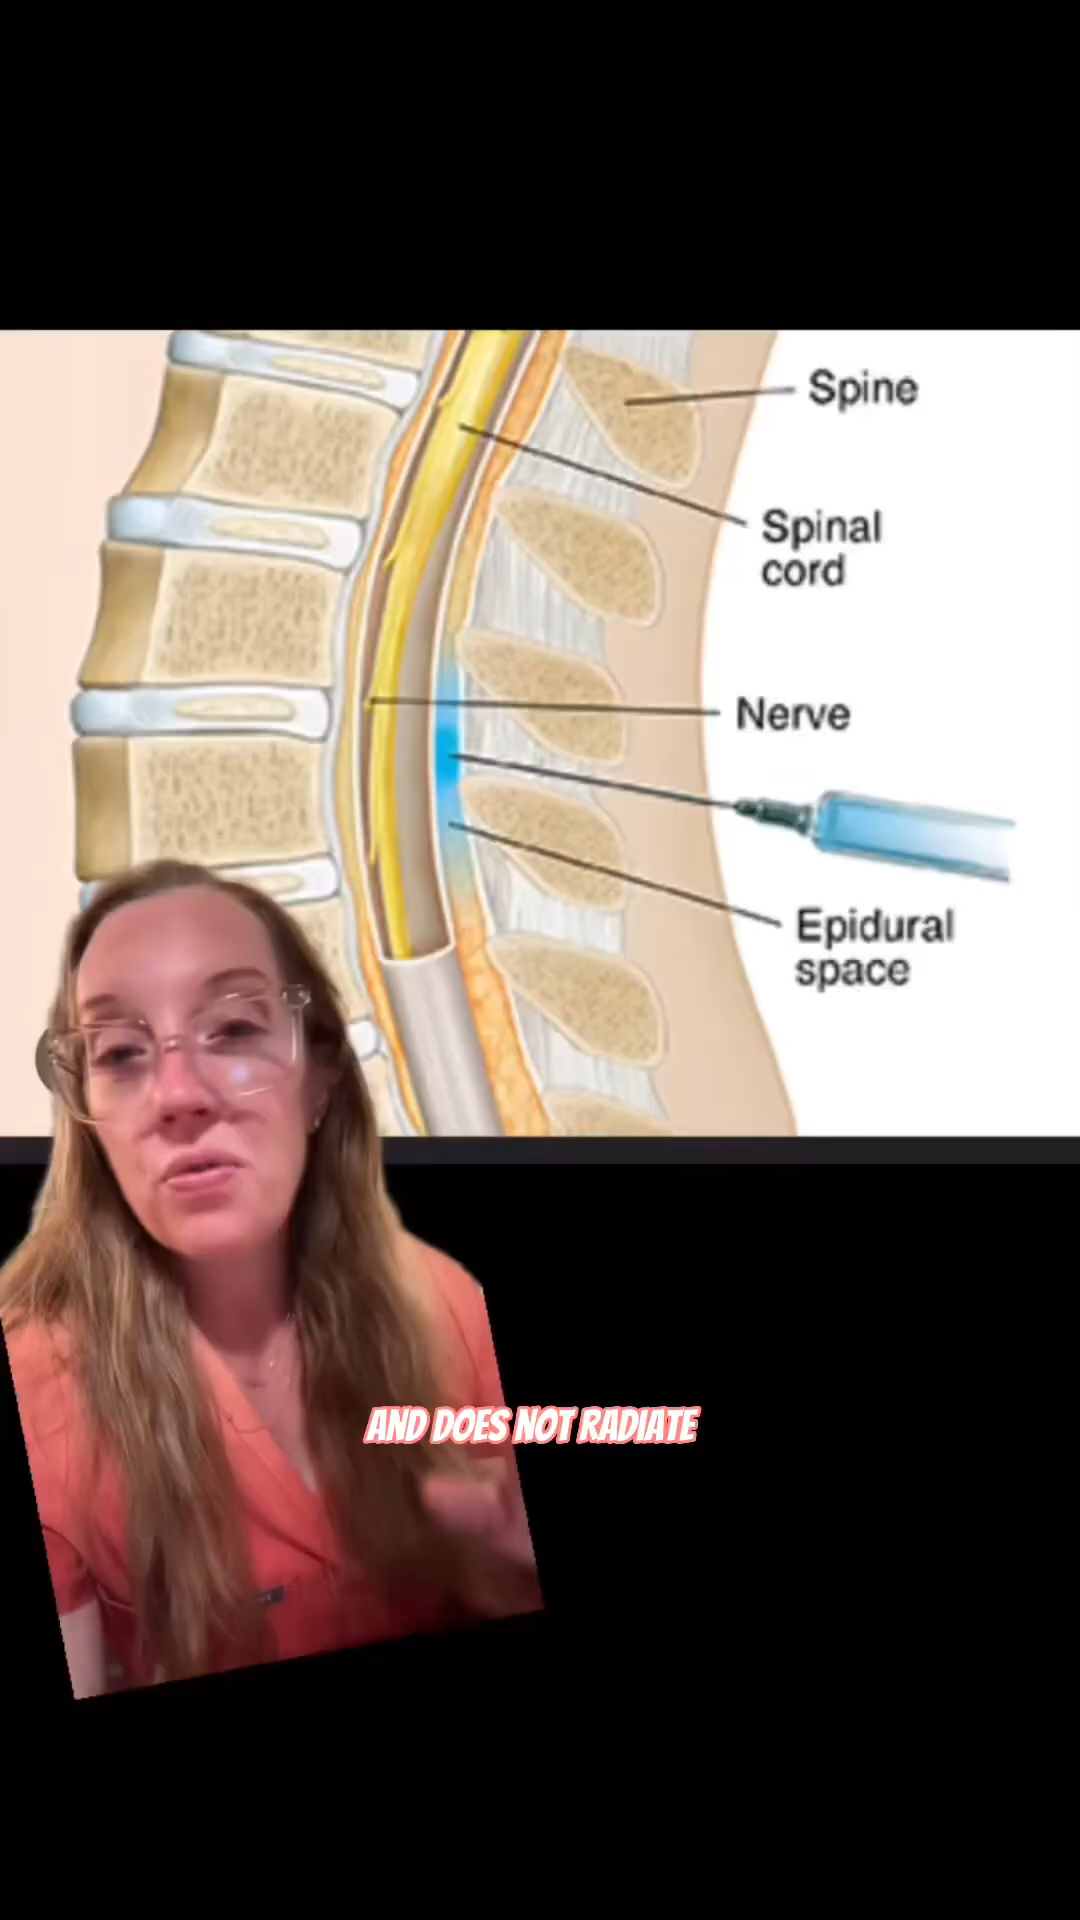 Spine
Spinal
cord
Nerve
Epidural
space
AND DOES NOT RADIATE